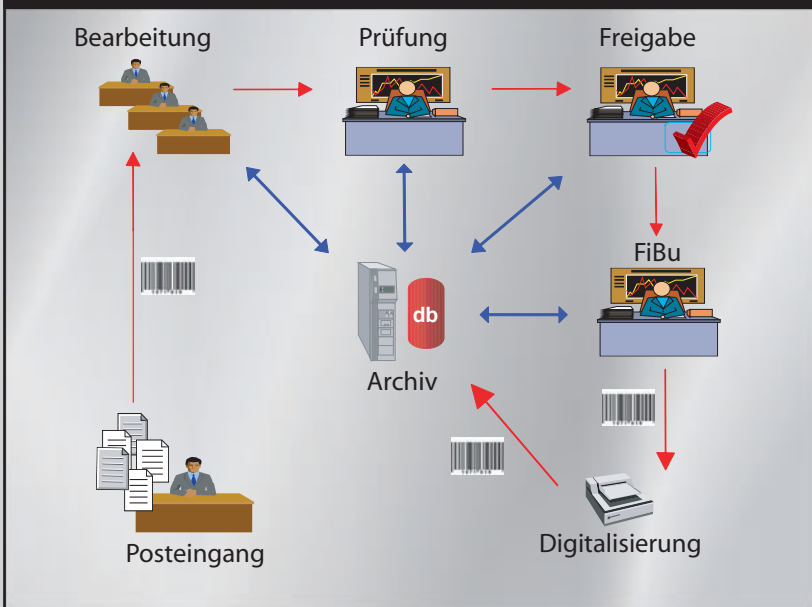 Bearbeitung
Prüfung
Freigabe
FiBu
db
Archiv
Posteingang
Digitalisierung